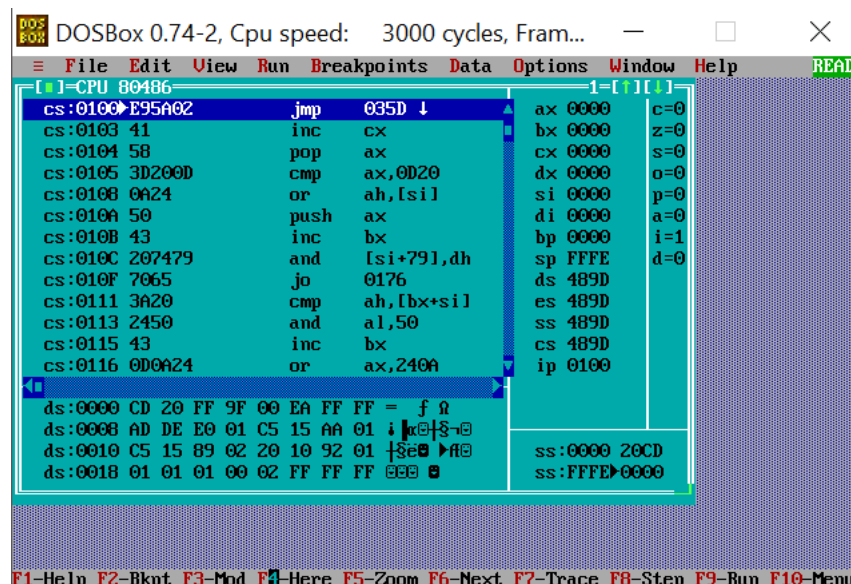 DOSBox 0.74-2, Cpu speed: 3000 cycles, Fram...
≡ File Edit View Run Breakpoints Data Options Window Help READ
[■]=CPU 80486 1=[↑][↓]
cs:0100►E95A02 jmp 035D ↓ ax 0000 c=0
cs:0103 41 inc cx bx 0000 z=0
cs:0104 58 pop ax cx 0000 s=0
cs:0105 3D200D cmp ax,0D20 dx 0000 o=0
cs:0108 0A24 or ah,[si] si 0000 p=0
cs:010A 50 push ax di 0000 a=0
cs:010B 43 inc bx bp 0000 i=1
cs:010C 207479 and [si+79],dh sp FFFE d=0
cs:010F 7065 jo 0176 ds 489D
cs:0111 3A20 cmp ah,[bx+si] es 489D
cs:0113 2450 and al,50 ss 489D
cs:0115 43 inc bx cs 489D
cs:0116 0D0A24 or ax,240A ip 0100
ds:0000 CD 20 FF 9F 00 EA FF FF = ƒ Ω
ds:0008 AD DE E0 01 C5 15 AA 01 ¡▐α☺┼§¬☺
ds:0010 C5 15 89 02 20 10 92 01 ┼§ë☻ ►Æ☺ ss:0000 20CD
ds:0018 01 01 01 00 02 FF FF FF ☺☺☺ ☻ ss:FFFE►0000
F1-Help F2-Bkpt F3-Mod F4-Here F5-Zoom F6-Next F7-Trace F8-Step F9-Run F10-Menu